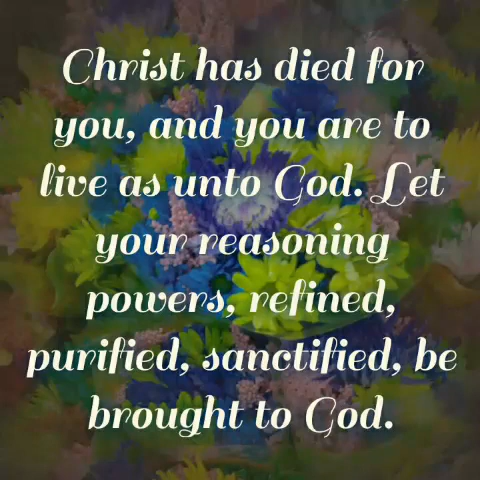 Christ has died for
you, and you are to
live as unto God. Let
your reasoning
powers, refined,
purified, sanctified, be
brought to God.